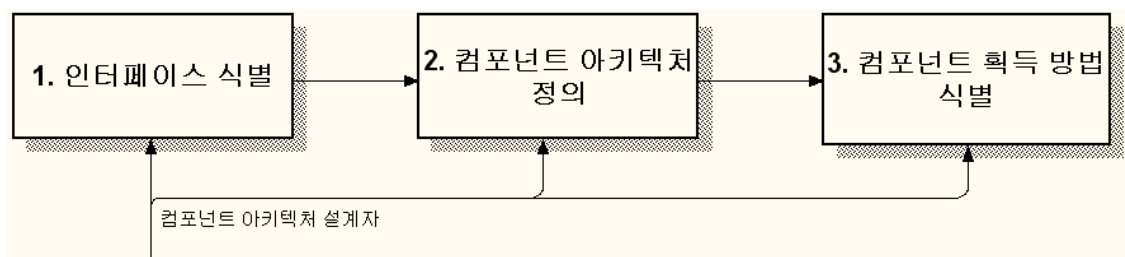 1. 인터페이스 식별
2. 컴포넌트 아키텍처
정의
3. 컴포넌트 획득 방법
식별
컴포넌트 아키텍처 설계자